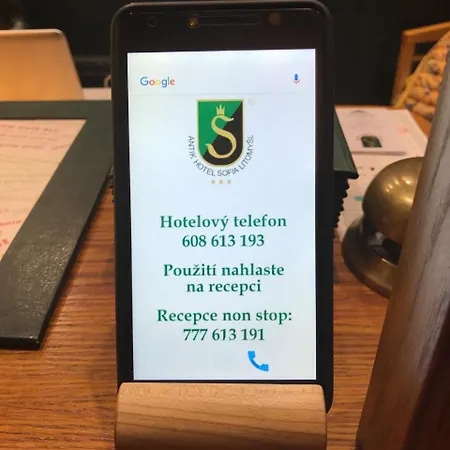 Google
ANTIK HOTEL SOFIA LITOMYŠL
S
Hotelový telefon
608 613 193
Použití nahlaste
na recepci
Recepce non stop:
777 613 191